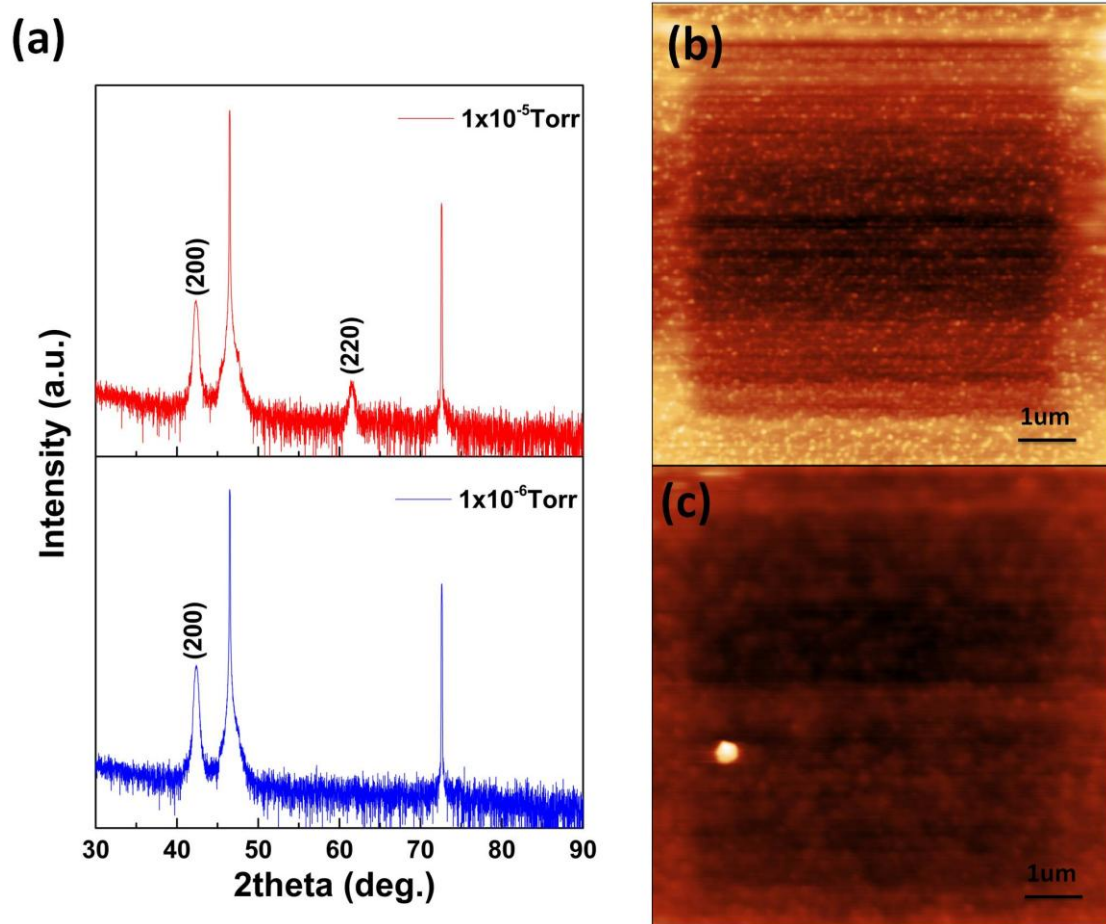 (a)
1x10⁻⁵Torr
(200)
(220)
1x10⁻⁶Torr
(200)
Intensity (a.u.)
30 40 50 60 70 80 90
2theta (deg.)
(b)
1um
(c)
1um